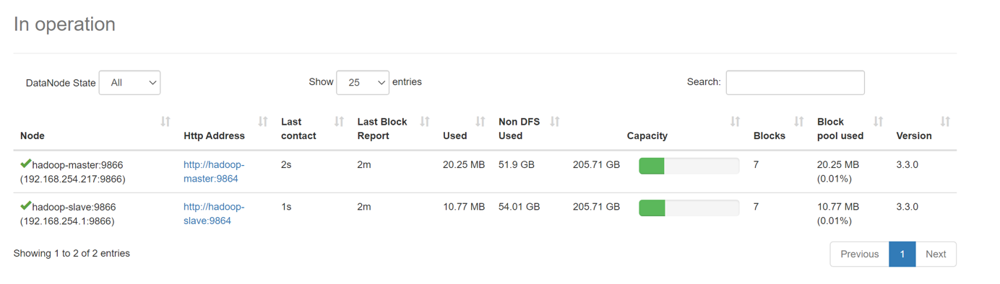 In operation
DataNode State All Show 25 entries Search:
Node Http Address Last contact Last Block Report Used Non DFS Used Capacity Blocks Block pool used Version
hadoop-master:9866 http://hadoop- 2s 2m 20.25 MB 51.9 GB 205.71 GB 7 20.25 MB 3.3.0
(192.168.254.217:9866) master:9864 (0.01%)
hadoop-slave:9866 http://hadoop- 1s 2m 10.77 MB 54.01 GB 205.71 GB 7 10.77 MB 3.3.0
(192.168.254.1:9866) slave:9864 (0.01%)
Showing 1 to 2 of 2 entries Previous 1 Next